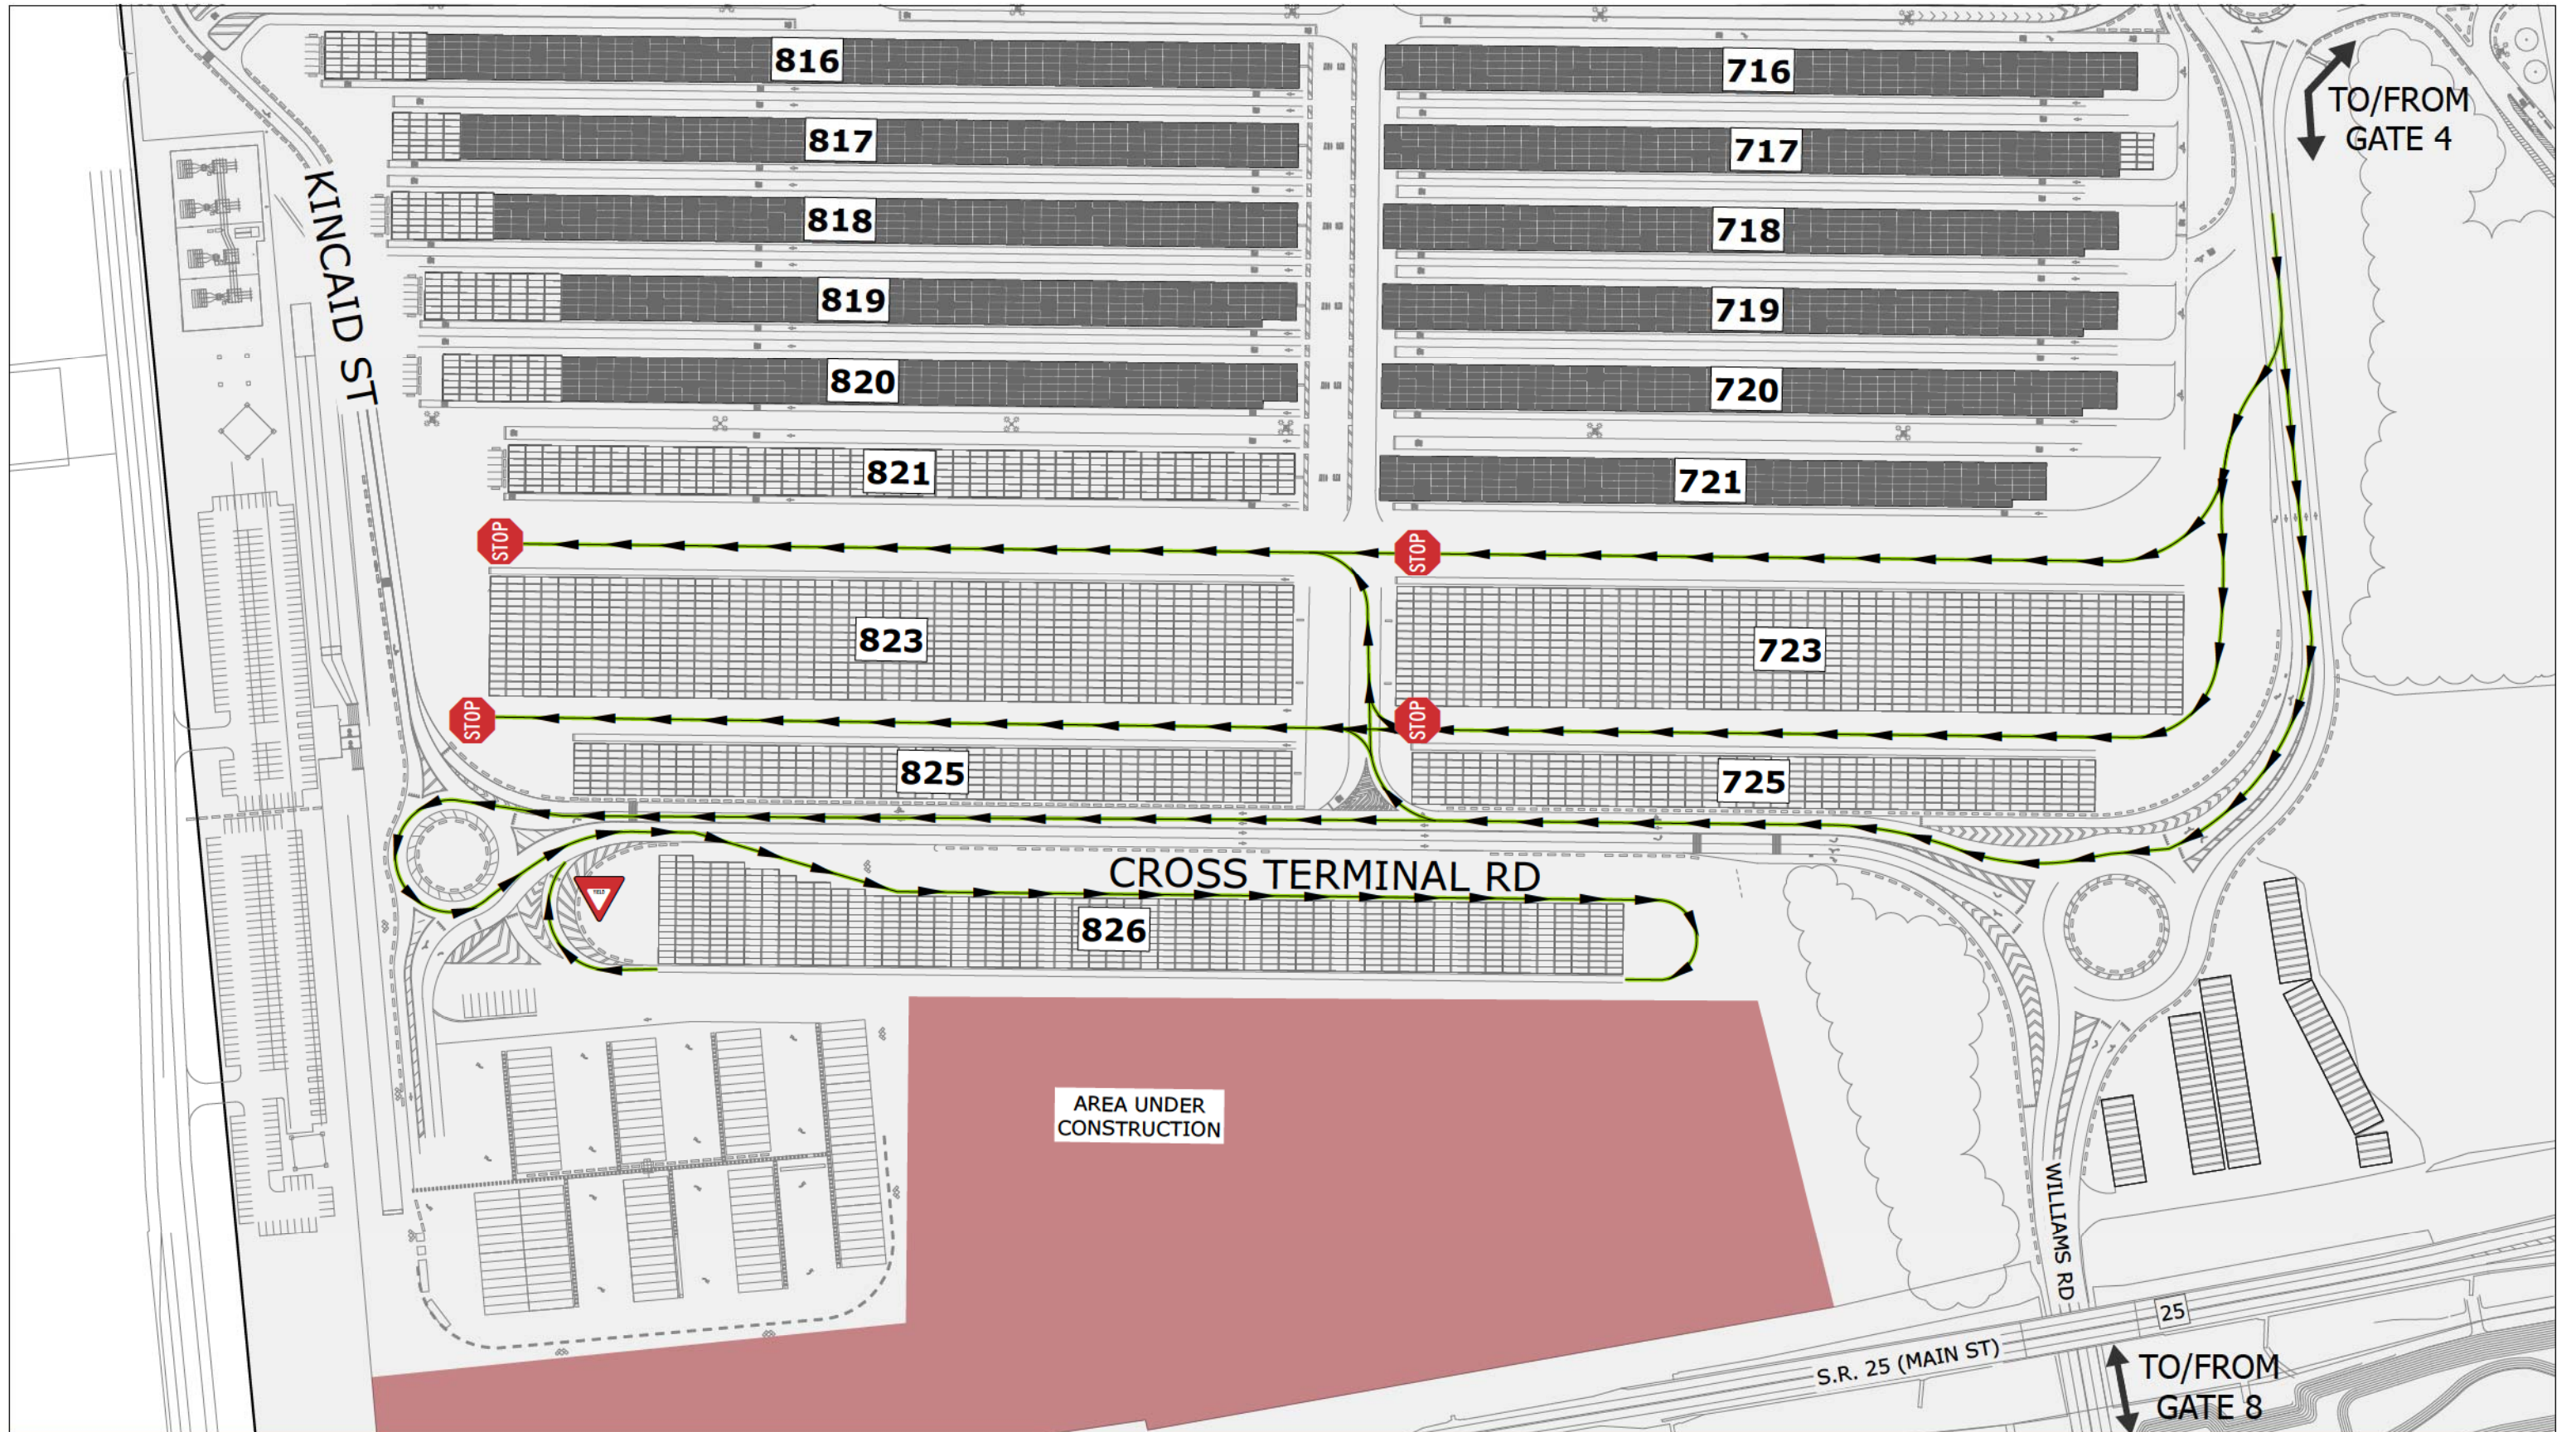 816
716
TO/FROM
GATE 4
817
717
818
718
KINCAID ST
819
719
820
720
821
721
STOP
STOP
823
723
STOP
STOP
825
725
CROSS TERMINAL RD
YIELD
826
AREA UNDER
CONSTRUCTION
WILLIAMS RD
25
S.R. 25 (MAIN ST)
TO/FROM
GATE 8